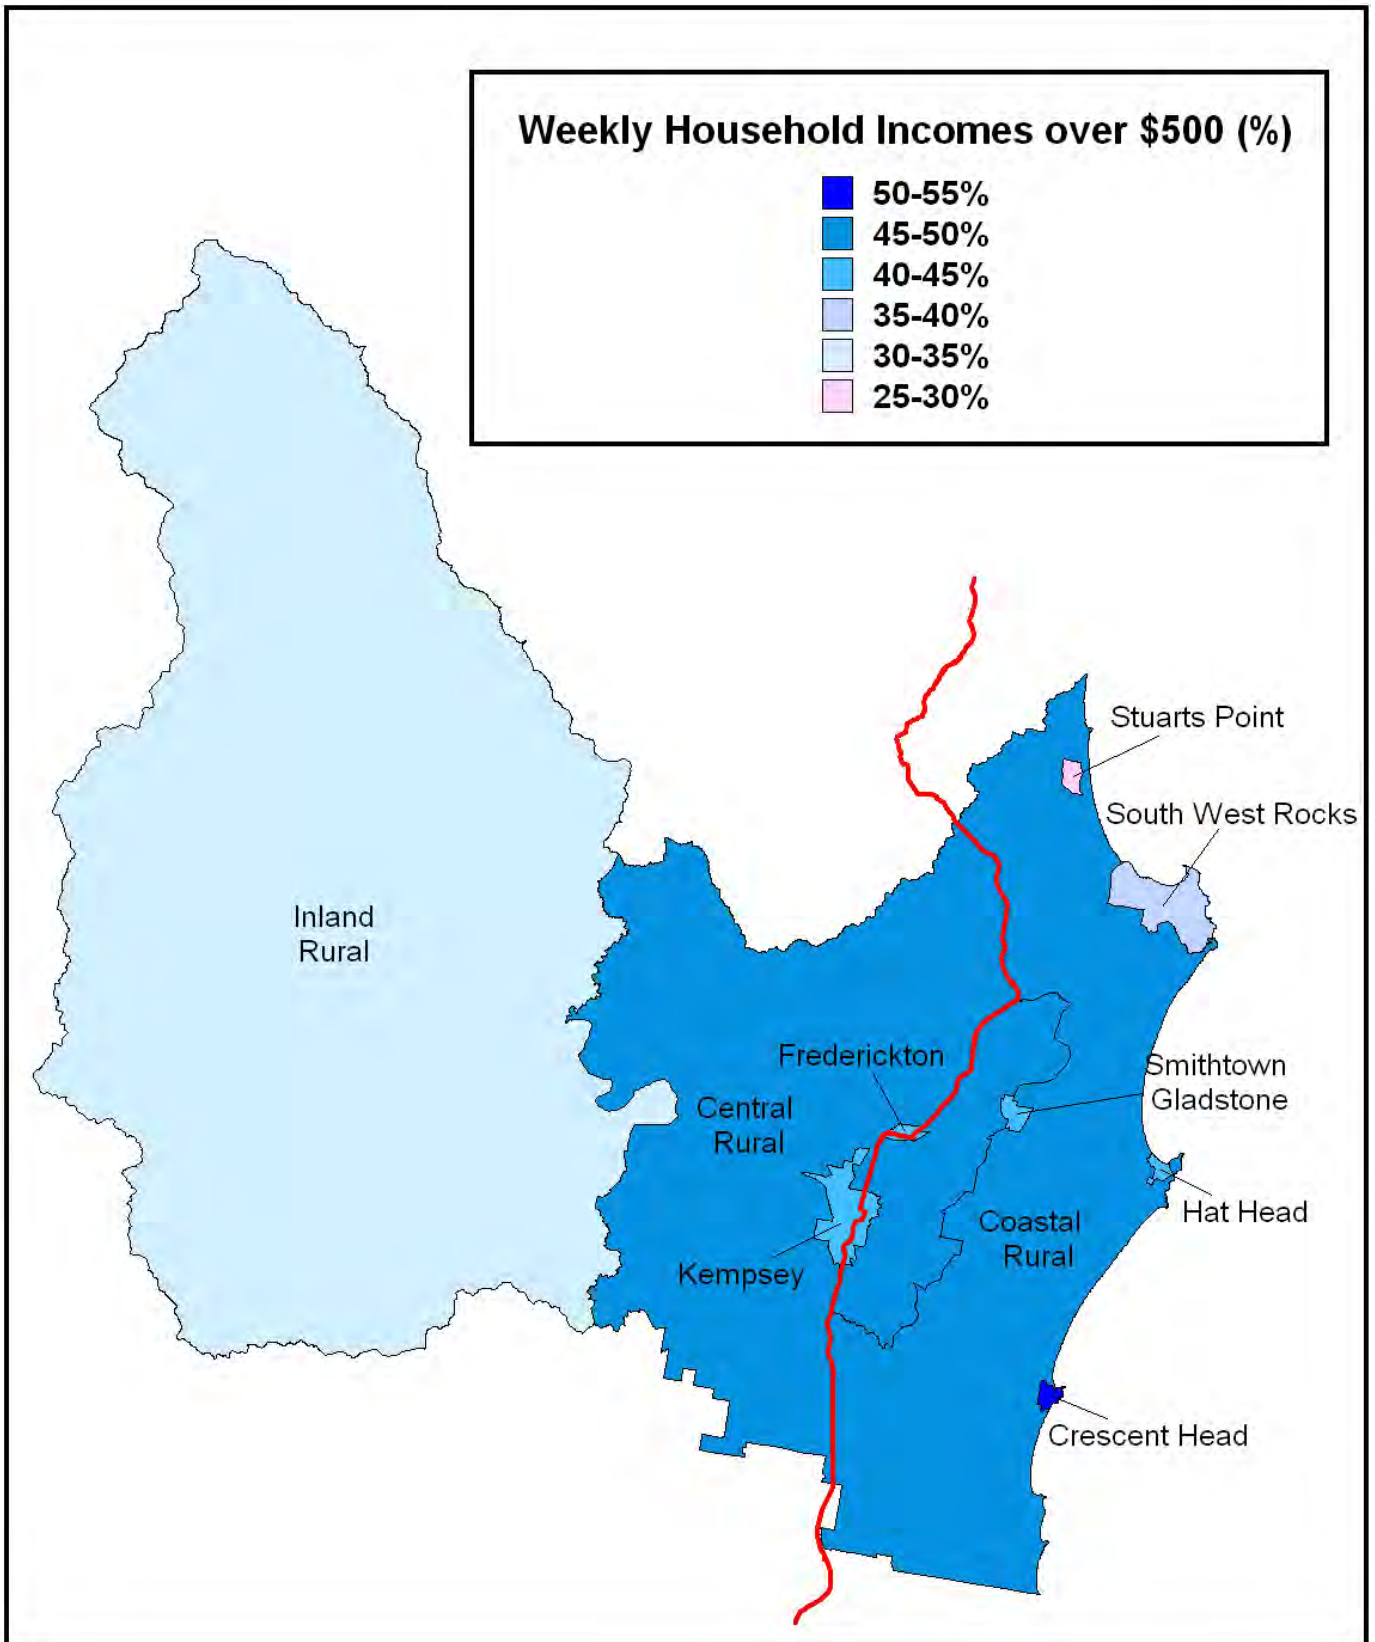 Weekly Household Incomes over $500 (%)
50-55%
45-50%
40-45%
35-40%
30-35%
25-30%
Stuarts Point
South West Rocks
Inland
Rural
Frederickton
Smithtown
Gladstone
Central
Rural
Hat Head
Coastal
Rural
Kempsey
Crescent Head